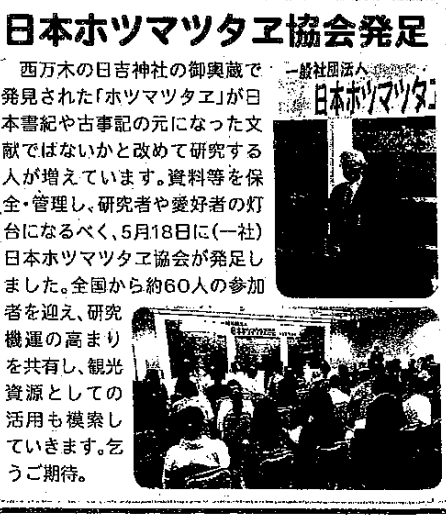 日本ホツマツタヱ協会発足
西万木の日吉神社の御輿蔵で
発見された「ホツマツタヱ」が日
本書紀や古事記の元になった文
献ではないかと改めて研究する
人が増えています。資料等を保
全・管理し、研究者や愛好者の灯
台になるべく、5月18日に(一社)
日本ホツマツタヱ協会が発足し
ました。全国から約60人の参加
者を迎え、研究
機運の高まり
を共有し、観光
資源としての
活用も模索し
ていきます。乞
うご期待。
一般社団法人
日本ホツマツタヱ
日本ホツマツタヱ